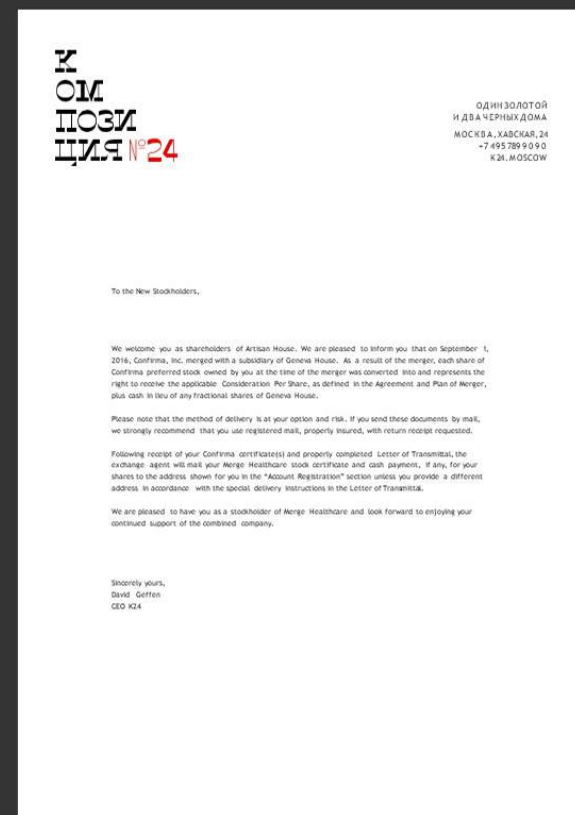 К
ОМ
ПОЗИ
ЦИЯ №24
ОДИН ЗОЛОТОЙ
И ДВА ЧЕРНЫХ ДОМА
МОСКВА, ХАВСКАЯ, 24
+7 495 789 90 90
K24.MOSCOW
To the New Stockholders,
We welcome you as shareholders of Artisan House. We are pleased to inform you that on September 1,
2016, Confirma, Inc. merged with a subsidiary of Geneva House. As a result of the merger, each share of
Confirma preferred stock owned by you at the time of the merger was converted into and represents the
right to receive the applicable Consideration Per Share, as defined in the Agreement and Plan of Merger,
plus cash in lieu of any fractional shares of Geneva House.
Please note that the method of delivery is at your option and risk. If you send these documents by mail,
we strongly recommend that you use registered mail, properly insured, with return receipt requested.
Following receipt of your Confirma certificate(s) and properly completed Letter of Transmittal, the
exchange agent will mail your Merge Healthcare stock certificate and cash payment, if any, for your
shares to the address shown for you in the "Account Registration" section unless you provide a different
address in accordance with the special delivery instructions in the Letter of Transmittal.
We are pleased to have you as a stockholder of Merge Healthcare and look forward to enjoying your
continued support of the combined company.
Sincerely yours,
David Geffen
CEO K24